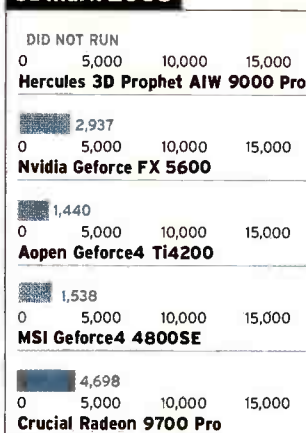 DID NOT RUN
0 5,000 10,000 15,000
Hercules 3D Prophet AIW 9000 Pro
2,937
0 5,000 10,000 15,000
Nvidia Geforce FX 5600
1,440
0 5,000 10,000 15,000
Aopen Geforce4 Ti4200
1,538
0 5,000 10,000 15,000
MSI Geforce4 4800SE
4,698
0 5,000 10,000 15,000
Crucial Radeon 9700 Pro